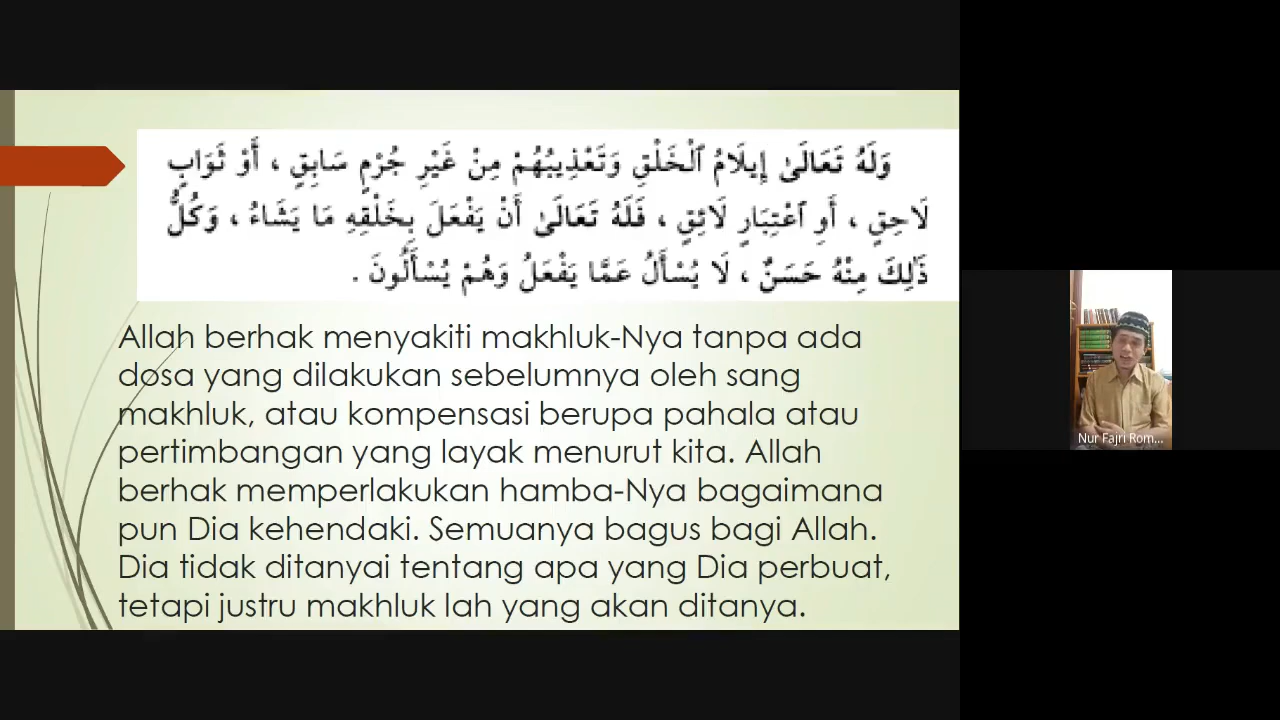 وَلَهُ تَعَالَىٰ إِيلَامُ ٱلْخَلْقِ وَتَعْذِيبُهُمْ مِنْ غَيْرِ جُرْمٍ سَابِقٍ ، أَوْ ثَوَابٍ
لَاحِقٍ ، أَوِ ٱعْتِبَارٍ لَائِقٍ ، فَلَهُ تَعَالَىٰ أَنْ يَفْعَلَ بِخَلْقِهِ مَا يَشَاءُ ، وَكُلُّ
ذَٰلِكَ مِنْهُ حَسَنٌ ، لَا يُسْأَلُ عَمَّا يَفْعَلُ وَهُمْ يُسْأَلُونَ .
Allah berhak menyakiti makhluk-Nya tanpa ada
dosa yang dilakukan sebelumnya oleh sang
makhluk, atau kompensasi berupa pahala atau
pertimbangan yang layak menurut kita. Allah
berhak memperlakukan hamba-Nya bagaimana
pun Dia kehendaki. Semuanya bagus bagi Allah.
Dia tidak ditanyai tentang apa yang Dia perbuat,
tetapi justru makhluk lah yang akan ditanya.
Nur Fajri Rom...